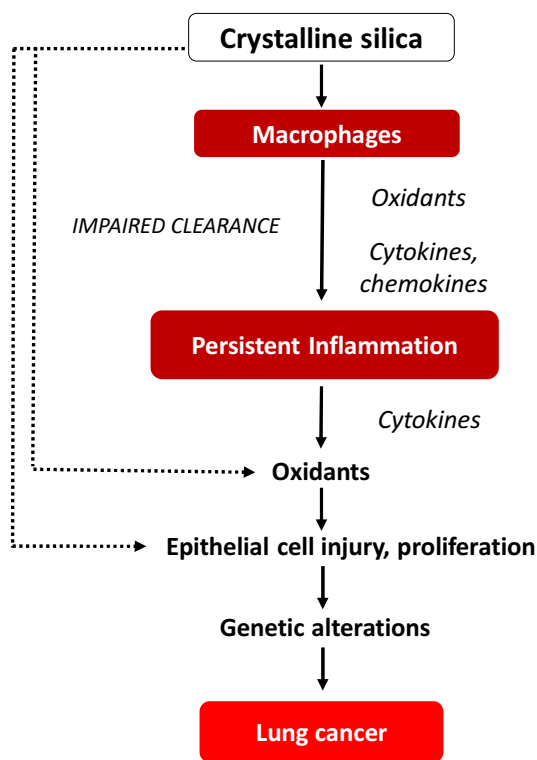 Crystalline silica
Macrophages
Oxidants
IMPAIRED CLEARANCE
Cytokines,
chemokines
Persistent Inflammation
Cytokines
Oxidants
Epithelial cell injury, proliferation
Genetic alterations
Lung cancer